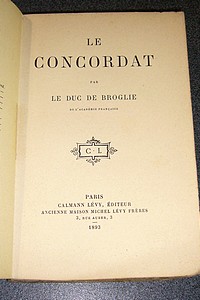 LE
CONCORDAT
PAR
LE DUC DE BROGLIE
DE L'ACADÉMIE FRANÇAISE
C·L
PARIS
CALMANN LÉVY, ÉDITEUR
ANCIENNE MAISON MICHEL LÉVY FRÈRES
3, RUE AUBER, 3
1893